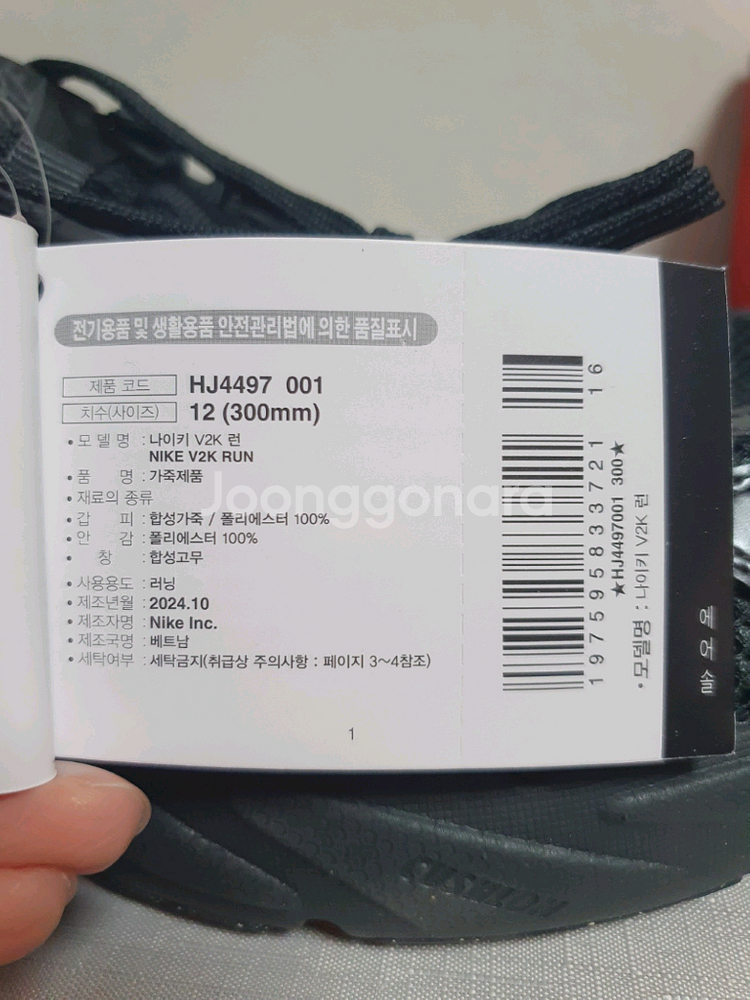 전기용품 및 생활용품 안전관리법에 의한 품질표시
제품 코드 HJ4497 001
치수(사이즈) 12 (300mm)
• 모 델 명 : 나이키 V2K 런
NIKE V2K RUN
• 품 명 : 가죽제품
• 재료의 종류
• 갑 피 : 합성가죽 / 폴리에스터 100%
• 안 감 : 폴리에스터 100%
• 창 : 합성고무
• 사용용도 : 러닝
• 제조년월 : 2024.10
• 제조자명 : Nike Inc.
• 제조국명 : 베트남
• 세탁여부 : 세탁금지(취급상 주의사항 : 페이지 3~4참조)
1
197595833721 16
★HJ4497001 300★
• 모델명 : 나이키 V2K 런
에어솔
Joonggonara
CUSHRON